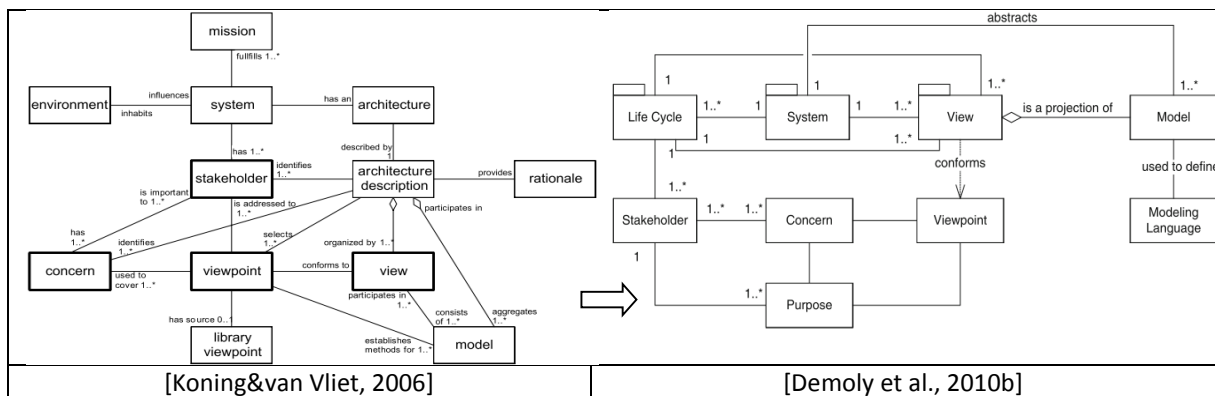 mission
fullfills 1..*
environment
influences
inhabits
system
has an
architecture
has 1..*
described by
1
stakeholder
identifies
1..*
architecture
description
provides
rationale
is important
to 1..*
is addressed to
1..*
participates in
has
1..*
identifies
1..*
selects
1..*
organized by 1..*
concern
used to
cover 1..*
viewpoint
conforms to
view
participates in
1..*
consists
of 1..*
aggregates
1..*
has source 0..1
library
viewpoint
establishes
methods for 1..*
model
[Koning&van Vliet, 2006]
abstracts
1
1
1..*
1..*
Life Cycle
1..*
1
System
1
1..*
View
is a projection of
Model
1
1
1..*
conforms
used to define
1..*
Stakeholder
1..*
1..*
Concern
Viewpoint
Modeling
Language
1
1..*
Purpose
[Demoly et al., 2010b]